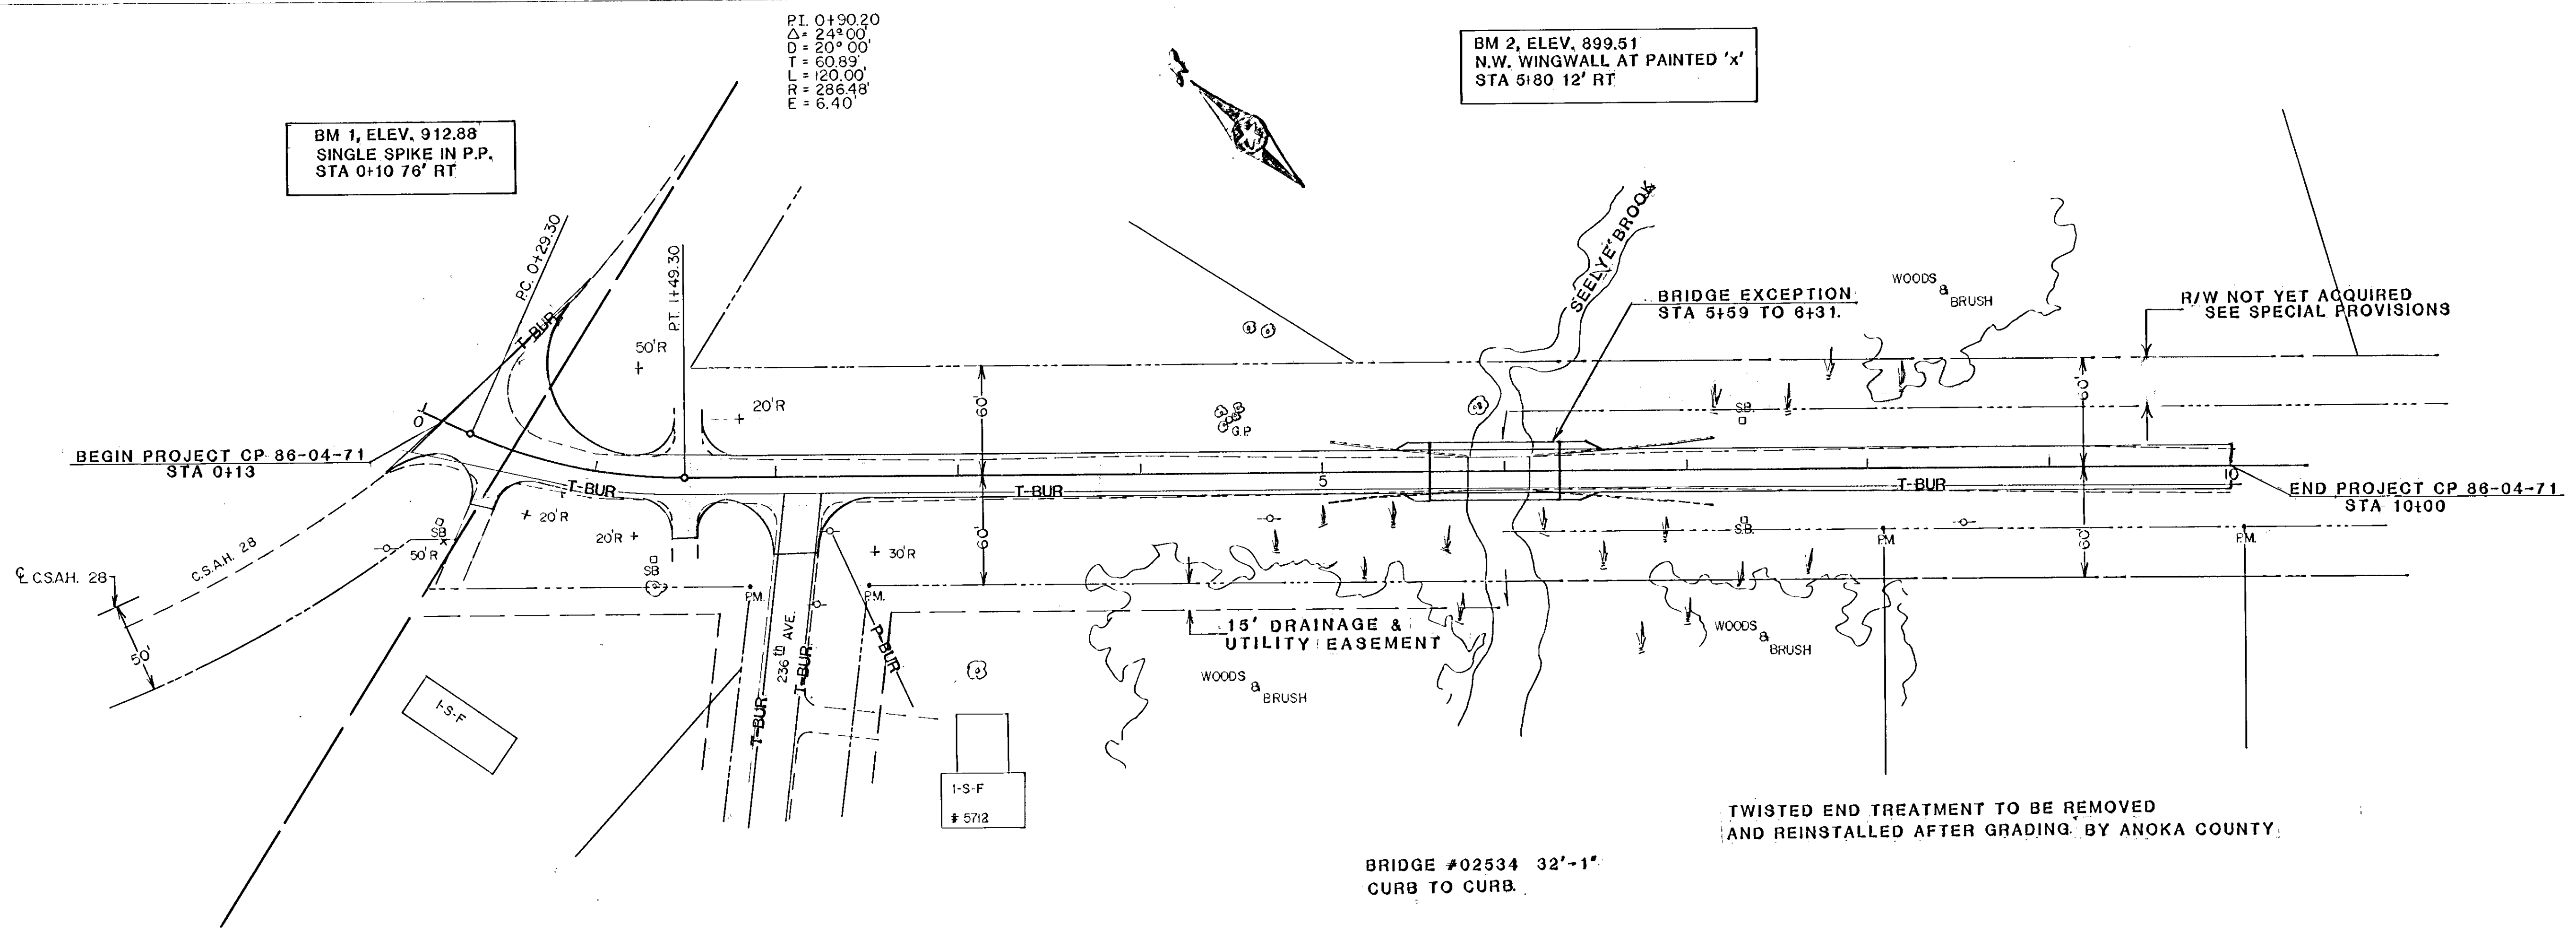 P.I. 0+90.20
Δ= 24°00'
D = 20°00'
T = 60.89'
L = 120.00'
R = 286.48'
E = 6.40'
BM 2, ELEV. 899.51
N.W. WINGWALL AT PAINTED 'x'
STA 5+80 12' RT
BM 1, ELEV. 912.88
SINGLE SPIKE IN P.P.
STA 0+10 76' RT
P.C. 0+29.30
P.T. 1+49.30
SEELYE BROOK
BRIDGE EXCEPTION
STA 5+59 TO 6+31.
WOODS
&
BRUSH
R/W NOT YET ACQUIRED
SEE SPECIAL PROVISIONS
T-BUR
50'R
20'R
G.P.
60'
SB.
60'
0
BEGIN PROJECT CP 86-04-71
STA 0+13
T-BUR
T-BUR
5
T-BUR
10
END PROJECT CP 86-04-71
STA 10+00
20'R
SB
50'R
20'R +
+ 30'R
SB
60'
S.B.
P.M.
P.M.
60'
C.S.A.H. 28
℄ C.S.A.H. 28
50'
P.M.
P.M.
236th AVE.
T-BUR
T-BUR
P-BUR
15' DRAINAGE &
UTILITY EASEMENT
WOODS
&
BRUSH
WOODS
&
BRUSH
1-S-F
1-S-F
# 5712
TWISTED END TREATMENT TO BE REMOVED
AND REINSTALLED AFTER GRADING BY ANOKA COUNTY
BRIDGE #02534 32'-1"
CURB TO CURB.